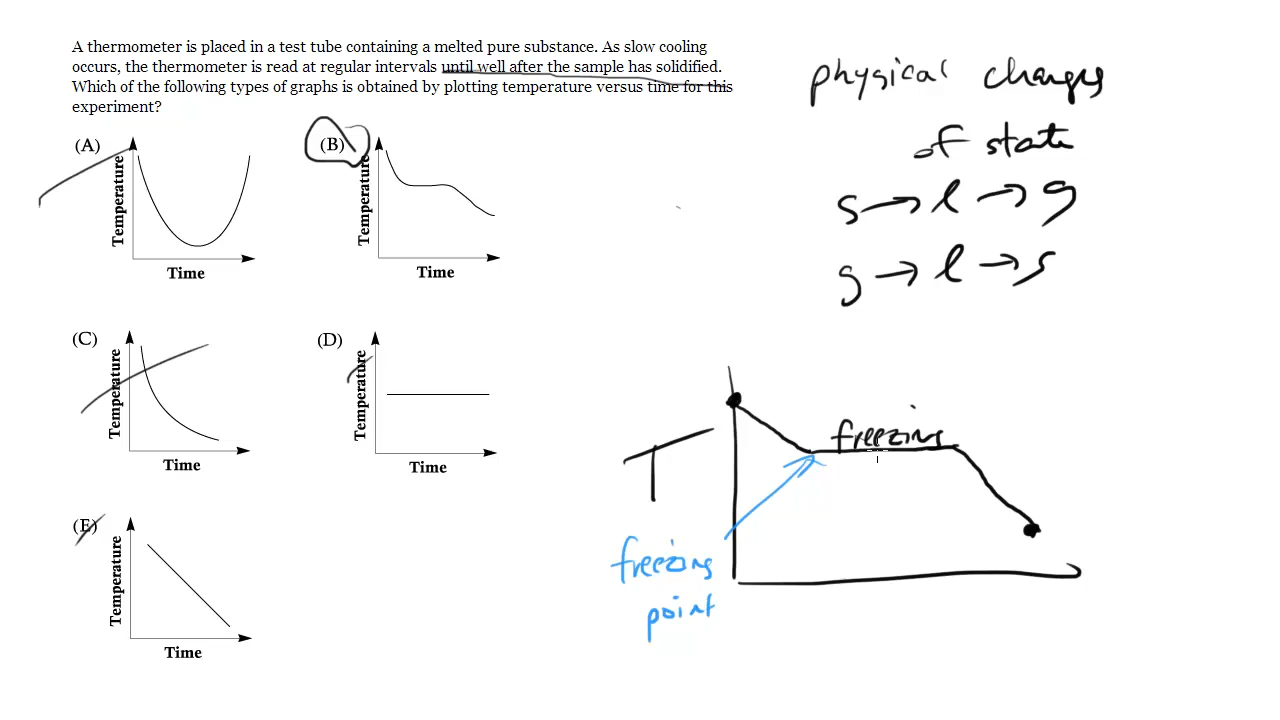 A thermometer is placed in a test tube containing a melted pure substance. As slow cooling
occurs, the thermometer is read at regular intervals until well after the sample has solidified.
Which of the following types of graphs is obtained by plotting temperature versus time for this
experiment?
(A)
Temperature
Time
(B)
Temperature
Time
(C)
Temperature
Time
(D)
Temperature
Time
(E)
Temperature
Time
physical changes
of state
s → l → g
g → l → s
T
freezing
freezing
point